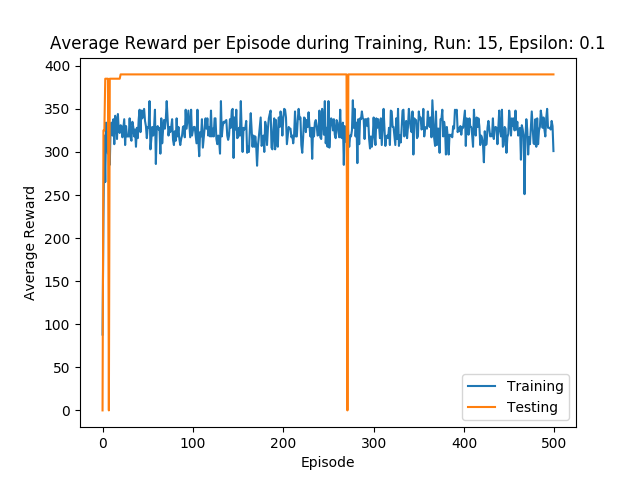 Average Reward per Episode during Training, Run: 15, Epsilon: 0.1
400
350
300
250
200
150
100
50
0
Average Reward
0 100 200 300 400 500
Episode
Training
Testing